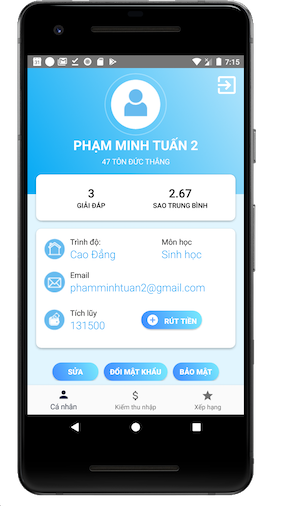 7:15
PHẠM MINH TUẤN 2
47 TÔN ĐỨC THẮNG
3
2.67
GIẢI ĐÁP
SAO TRUNG BÌNH
Trình độ:
Môn học
Cao Đẳng
Sinh học
Email
phamminhtuan2@gmail.com
Tích lũy
131500
RÚT TIỀN
SỬA
ĐỔI MẬT KHẨU
BẢO MẬT
Cá nhân
Kiếm thu nhập
Xếp hạng